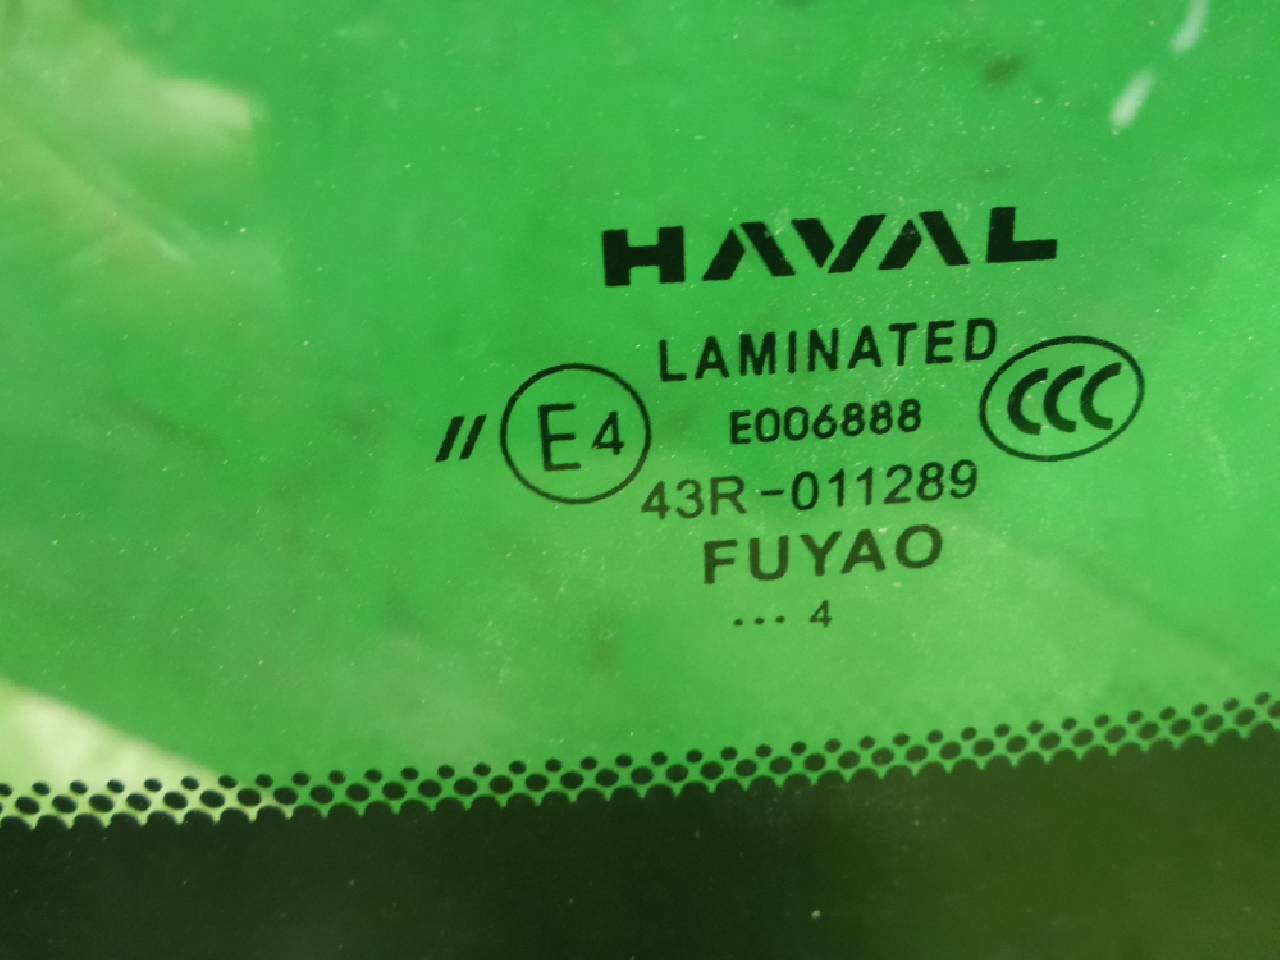 HAVAL
LAMINATED
// E4 E006888 CCC
43R-011289
FUYAO
... 4